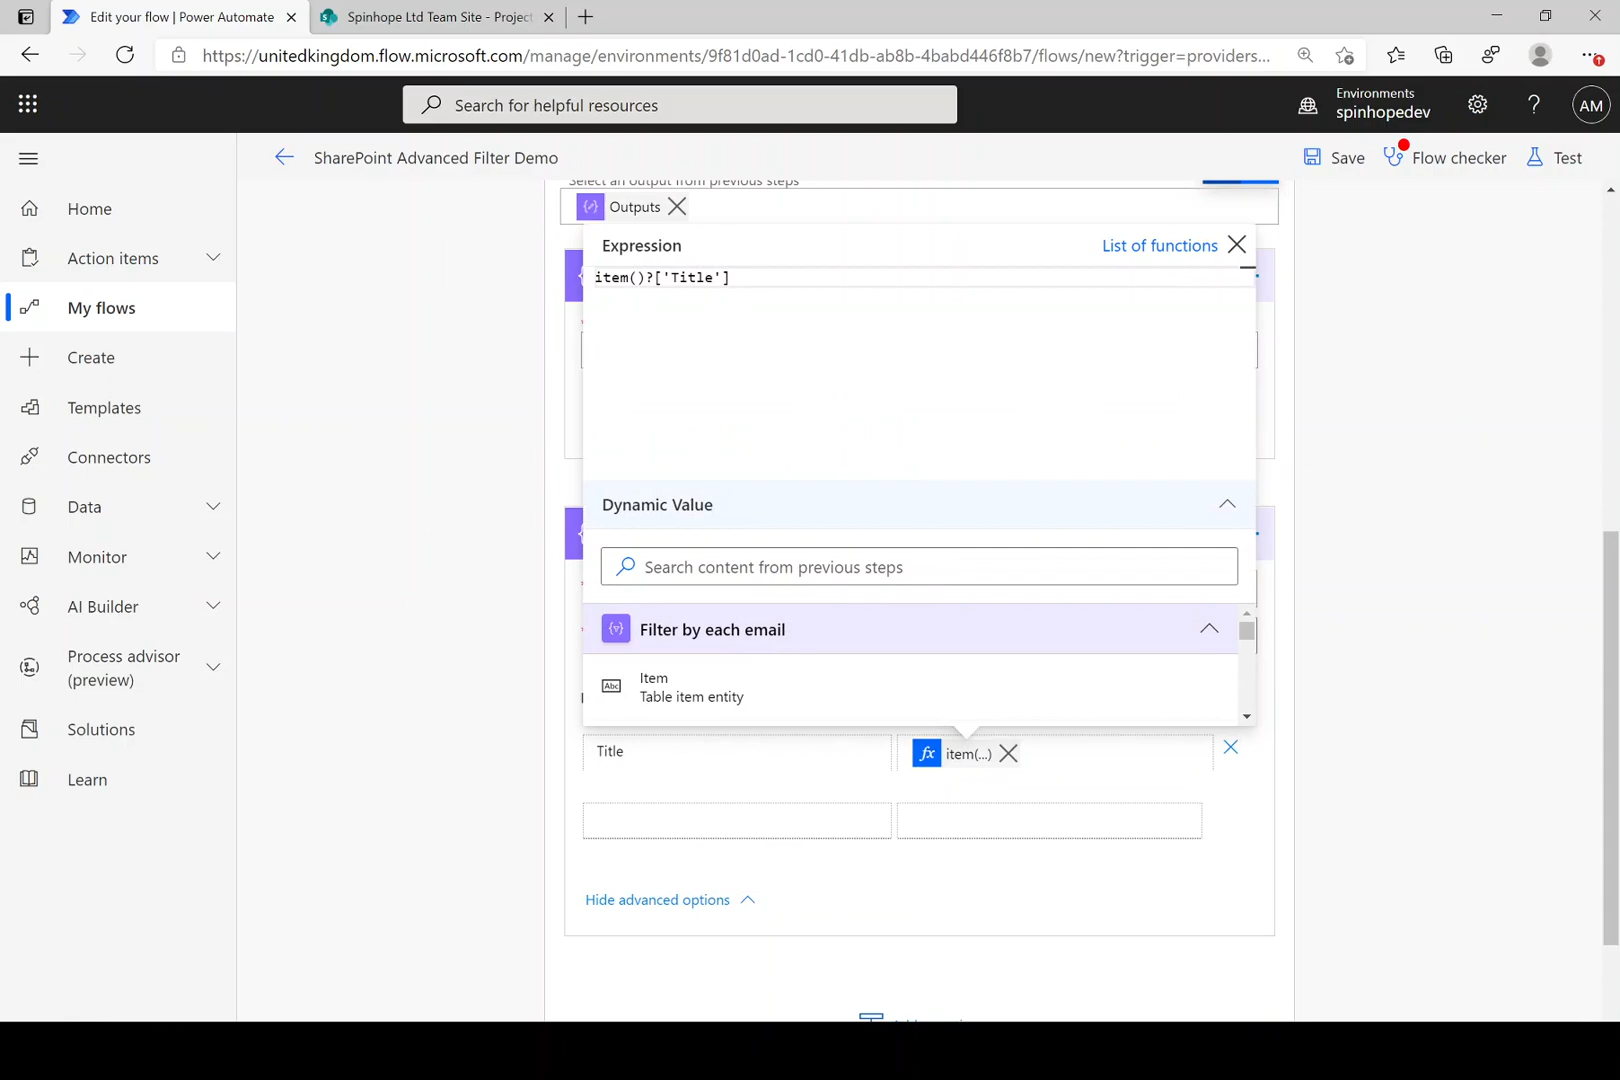 Edit your flow | Power Automate
Spinhope Ltd Team Site - Project
https://unitedkingdom.flow.microsoft.com/manage/environments/9f81d0ad-1cd0-41db-ab8b-4babd446f8b7/flows/new?trigger=providers...
Search for helpful resources
Environments
spinhopedev
AM
SharePoint Advanced Filter Demo
Save
Flow checker
Test
Home
Action items
My flows
Create
Templates
Connectors
Data
Monitor
AI Builder
Process advisor
(preview)
Solutions
Learn
Select an output from previous steps
Outputs
Expression
List of functions
item()?['Title']
Dynamic Value
Search content from previous steps
Filter by each email
Abc
Item
Table item entity
Title
fx item(...)
Hide advanced options